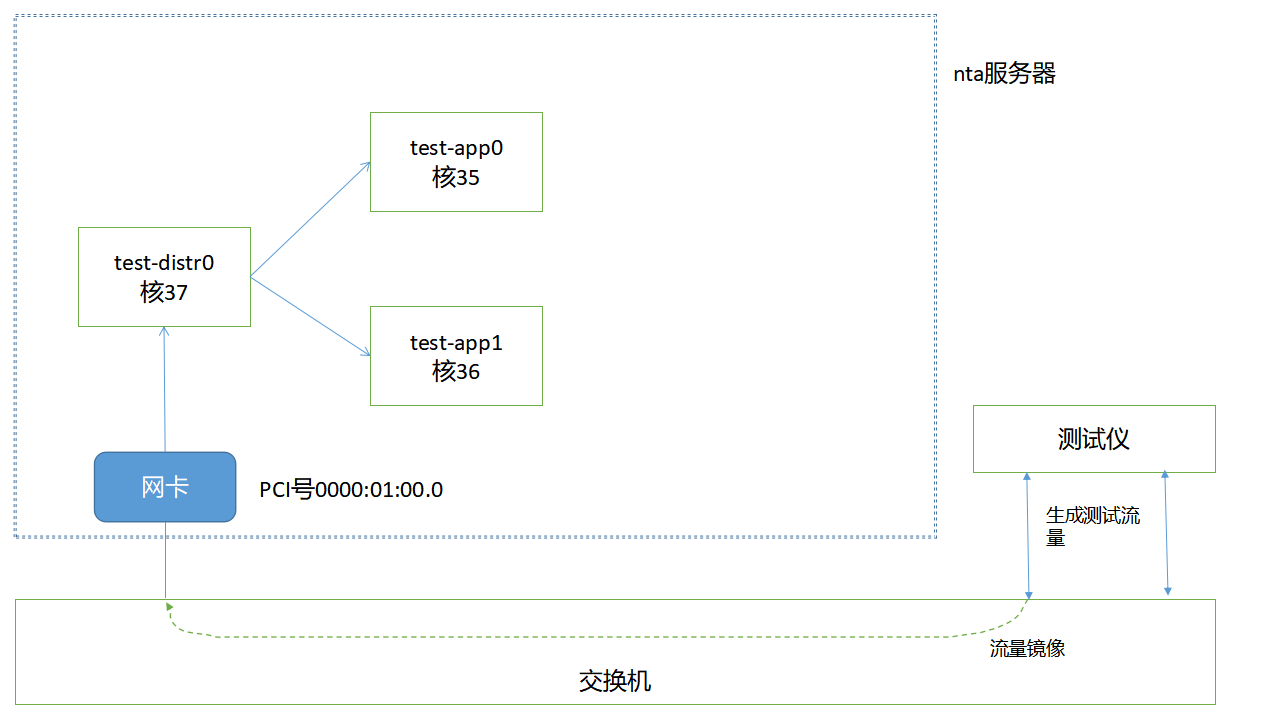 nta服务器
test-app0
核35
test-distr0
核37
test-app1
核36
测试仪
网卡
PCI号0000:01:00.0
生成测试流
量
流量镜像
交换机